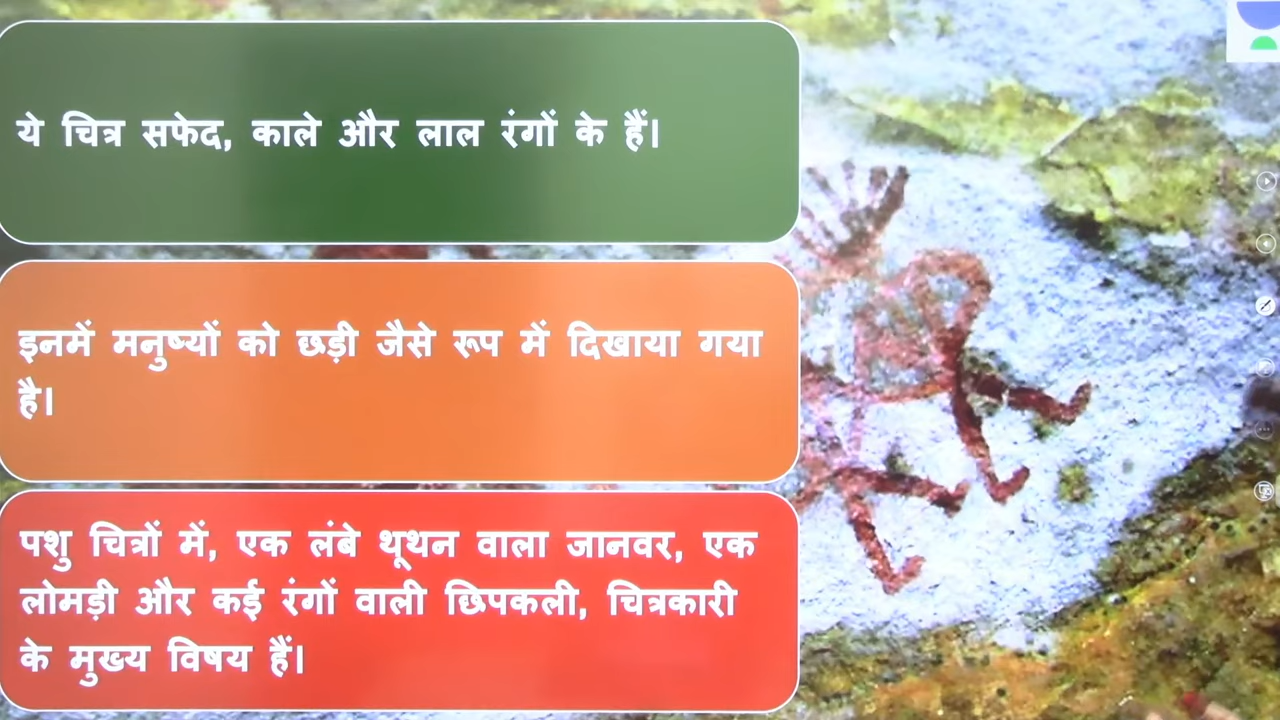 ये चित्र सफेद, काले और लाल रंगों के हैं।
इनमें मनुष्यों को छड़ी जैसे रूप में दिखाया गया
है।
पशु चित्रों में, एक लंबे थूथन वाला जानवर, एक
लोमड़ी और कई रंगों वाली छिपकली, चित्रकारी
के मुख्य विषय हैं।